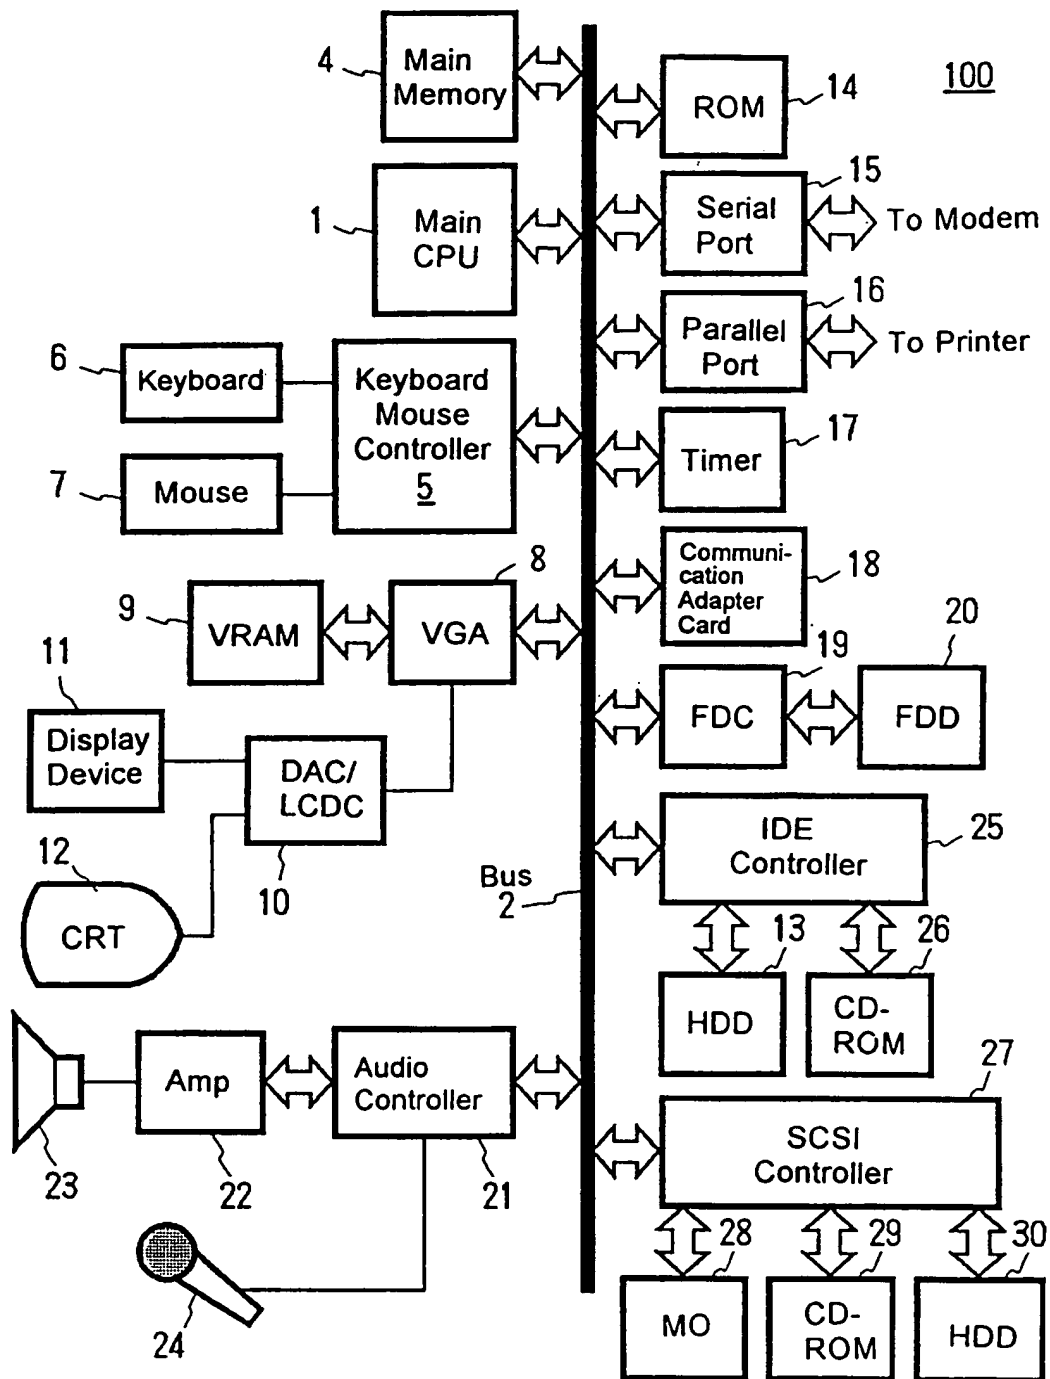 4
Main
Memory
ROM
14
100
1
Main
CPU
15
Serial
Port
To Modem
16
Parallel
Port
To Printer
6
Keyboard
Keyboard
Mouse
Controller
5
7
Mouse
17
Timer
Communi-
cation
Adapter
Card
18
8
9
VRAM
VGA
19
20
FDC
FDD
11
Display
Device
DAC/
LCDC
10
IDE
Controller
25
12
CRT
Bus
2
13
26
HDD
CD-
ROM
Amp
22
23
Audio
Controller
21
27
SCSI
Controller
24
28
29
30
MO
CD-
ROM
HDD